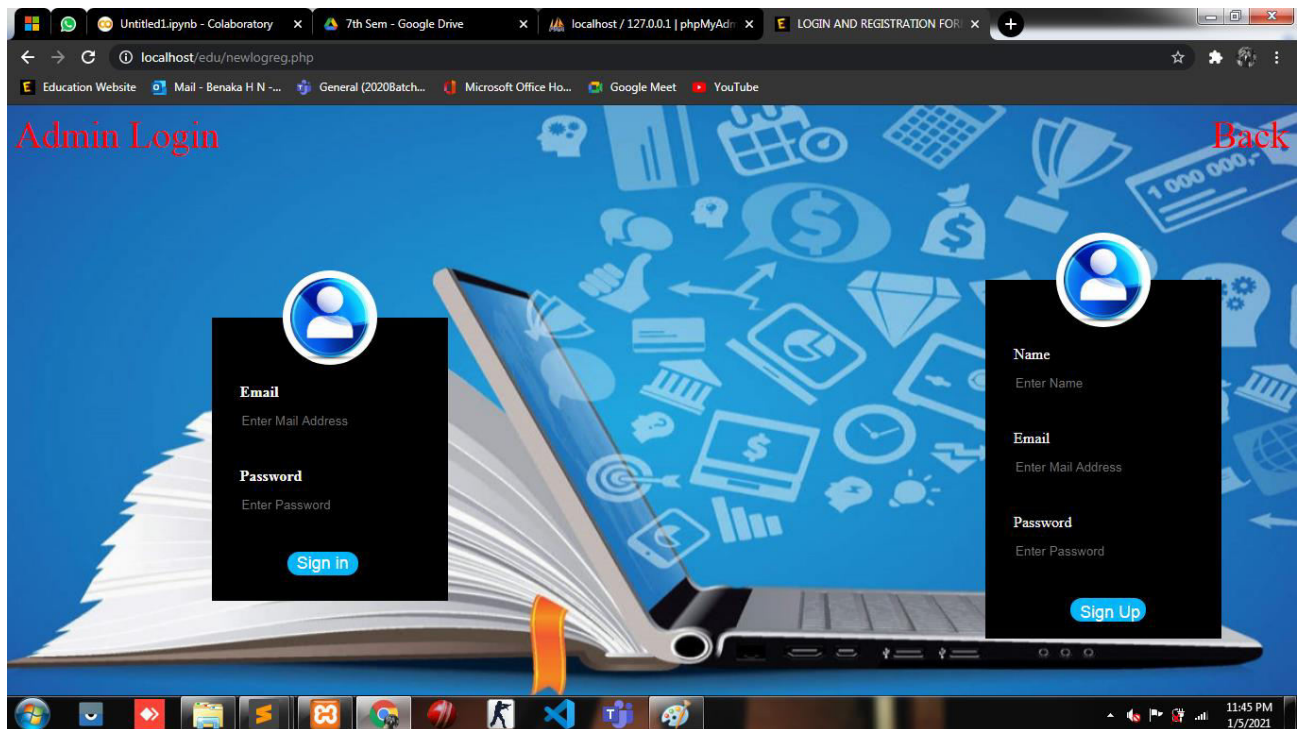 Untitled1.ipynb - Colaboratory
7th Sem - Google Drive
localhost / 127.0.0.1 | phpMyAdm
LOGIN AND REGISTRATION FOR
localhost/edu/newlogreg.php
Education Website
Mail - Benaka H N -...
General (2020Batch...
Microsoft Office Ho...
Google Meet
YouTube
Admin Login
Back
1 000 000,-
Email
Enter Mail Address
Password
Enter Password
Sign in
Name
Enter Name
Email
Enter Mail Address
Password
Enter Password
Sign Up
11:45 PM
1/5/2021